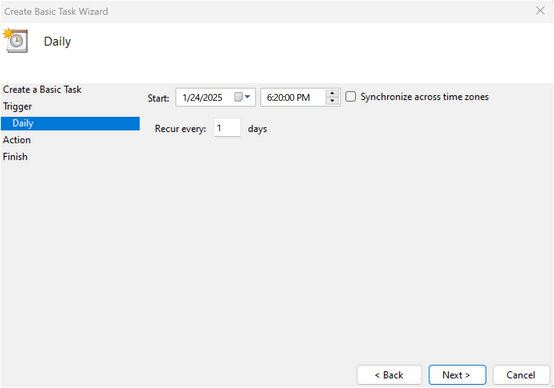 Create Basic Task Wizard
Daily
Create a Basic Task
Trigger
Daily
Action
Finish
Start: 1/24/2025 6:20:00 PM Synchronize across time zones
Recur every: 1 days
< Back Next > Cancel